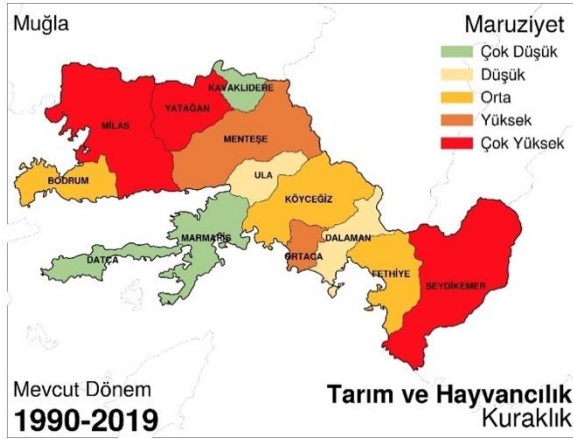 Muğla
Maruziyet
Çok Düşük
Düşük
Orta
Yüksek
Çok Yüksek
KAVAKLIDERE
YATAĞAN
MİLAS
MENTEŞE
ULA
BODRUM
KÖYCEĞİZ
MARMARİS
DALAMAN
DATÇA
ORTACA
FETHİYE
SEYDİKEMER
Mevcut Dönem
1990-2019
Tarım ve Hayvancılık
Kuraklık